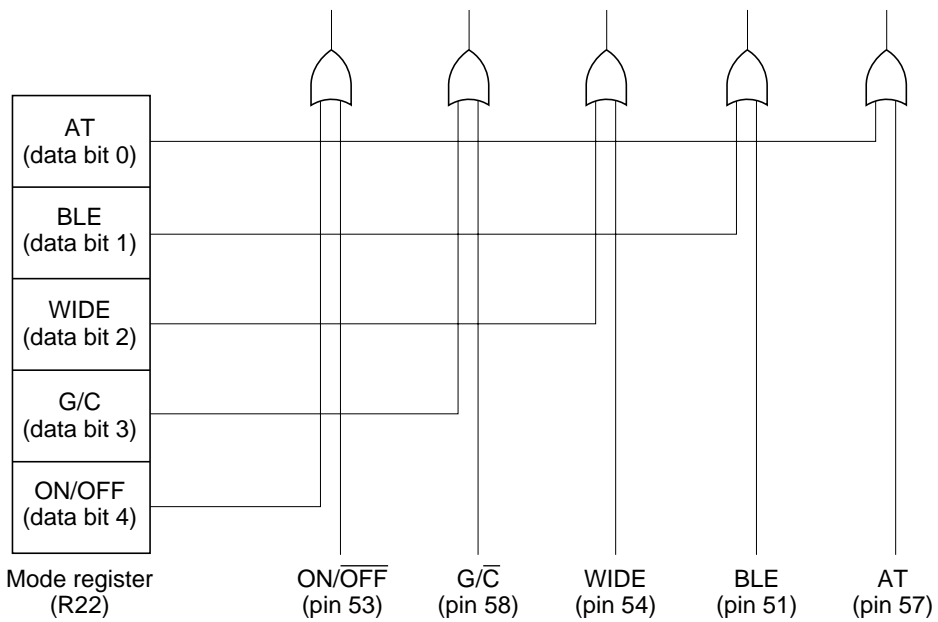 AT
(data bit 0)
BLE
(data bit 1)
WIDE
(data bit 2)
G/C
(data bit 3)
ON/OFF
(data bit 4)
Mode register
(R22)
ON/O̅F̅F̅
(pin 53)
G/C̅
(pin 58)
WIDE
(pin 54)
BLE
(pin 51)
AT
(pin 57)